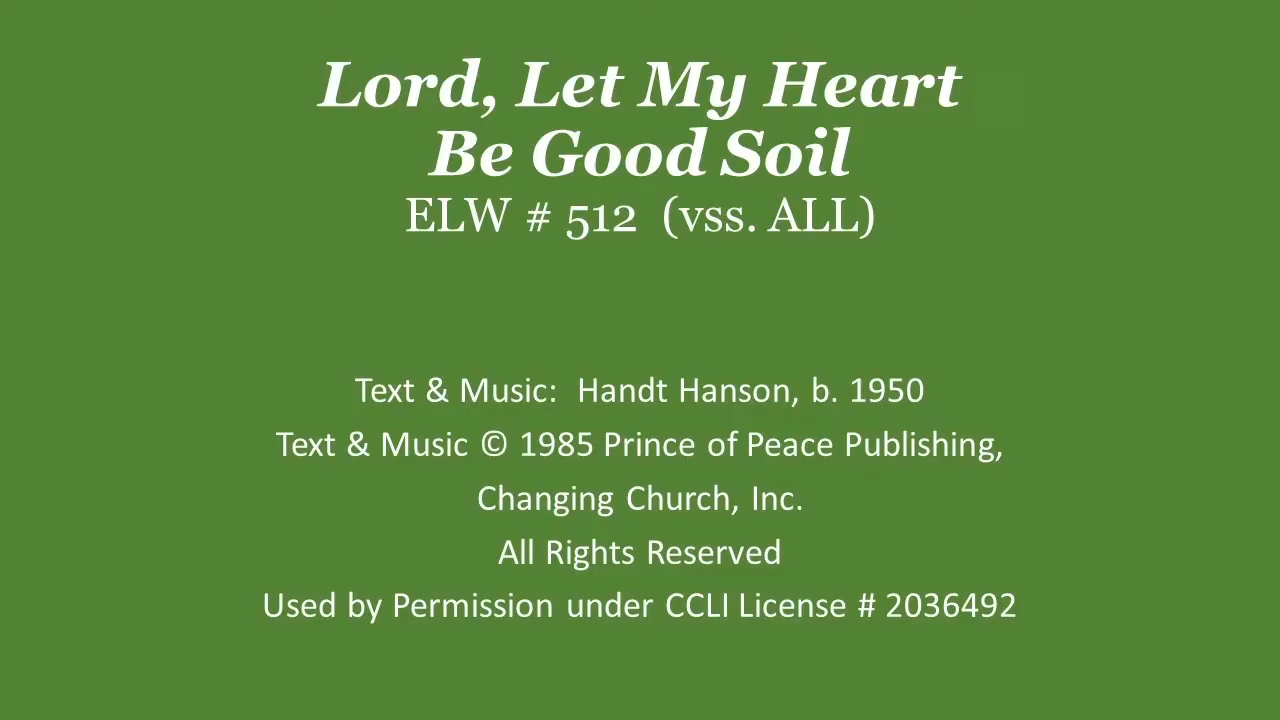 Lord, Let My Heart
Be Good Soil
ELW # 512  (vss. ALL)
Text & Music:  Handt Hanson, b. 1950
Text & Music © 1985 Prince of Peace Publishing,
Changing Church, Inc.
All Rights Reserved
Used by Permission under CCLI License # 2036492